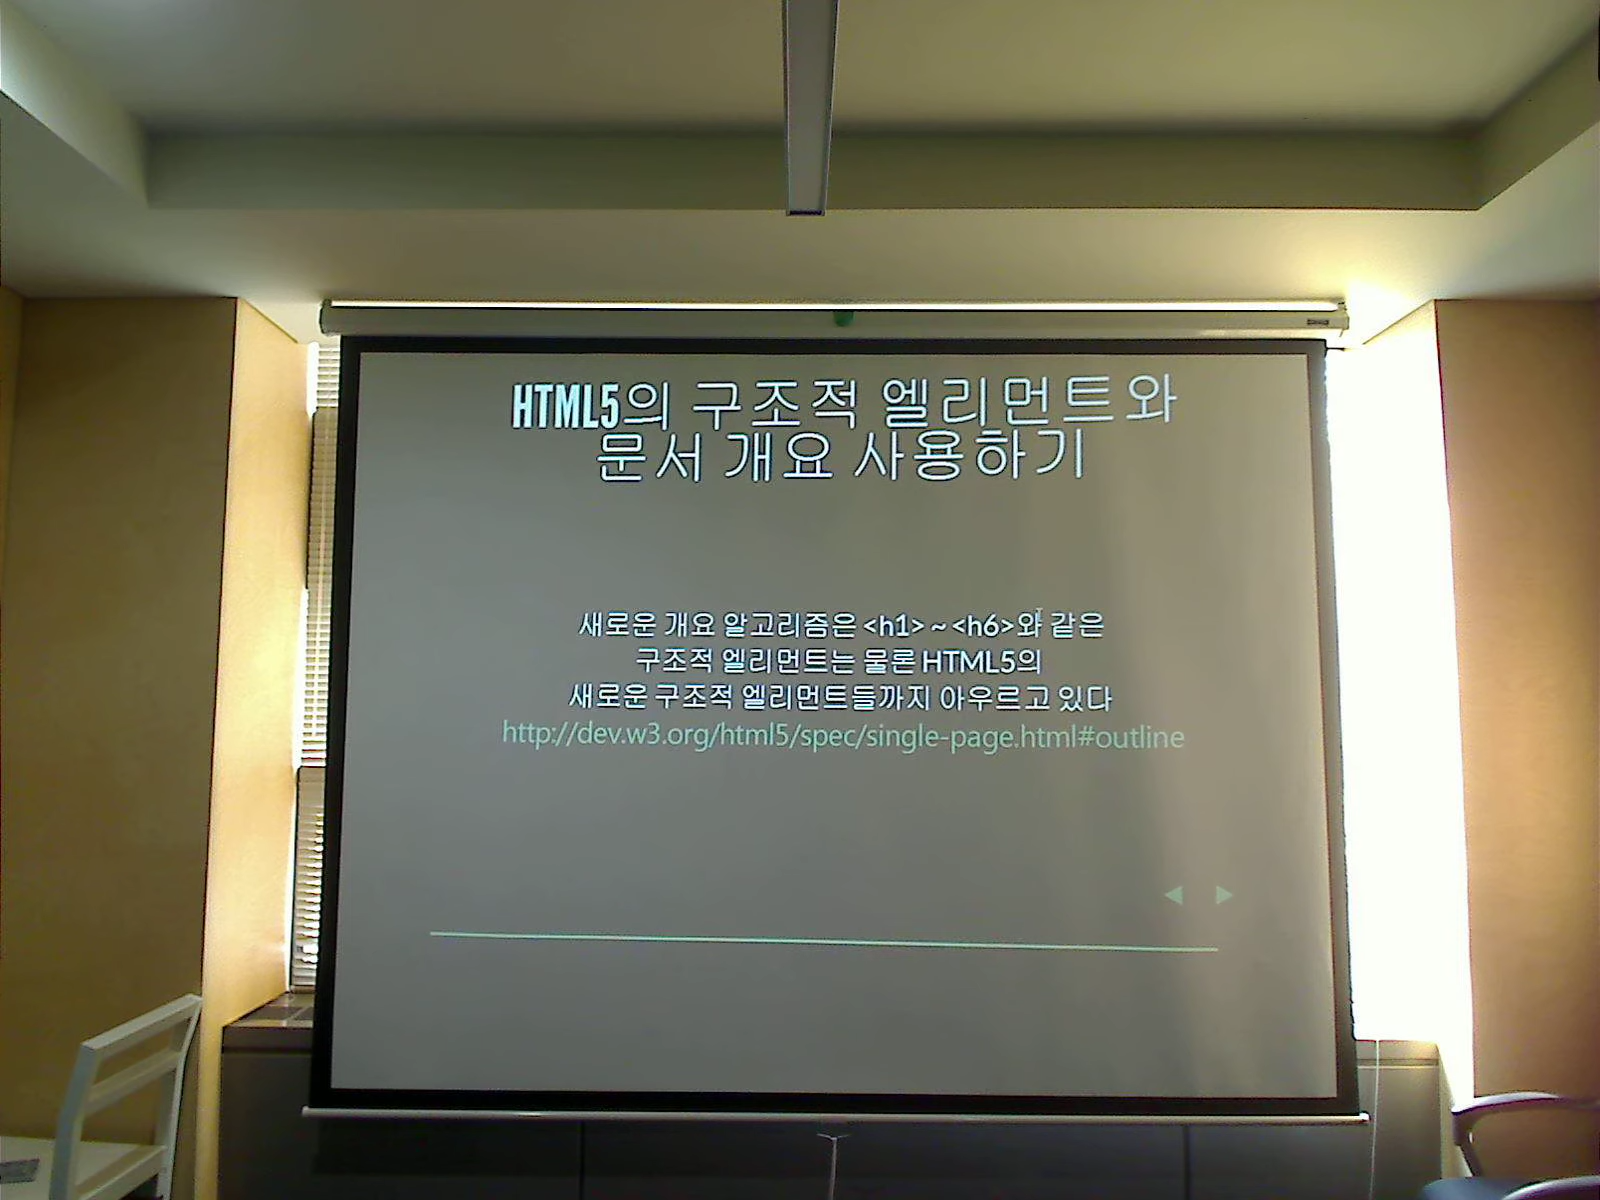 HTML5의 구조적 엘리먼트와
문서 개요 사용하기
새로운 개요 알고리즘은 <h1> ~ <h6>와 같은
구조적 엘리먼트는 물론 HTML5의
새로운 구조적 엘리먼트들까지 아우르고 있다
http://dev.w3.org/html5/spec/single-page.html#outline